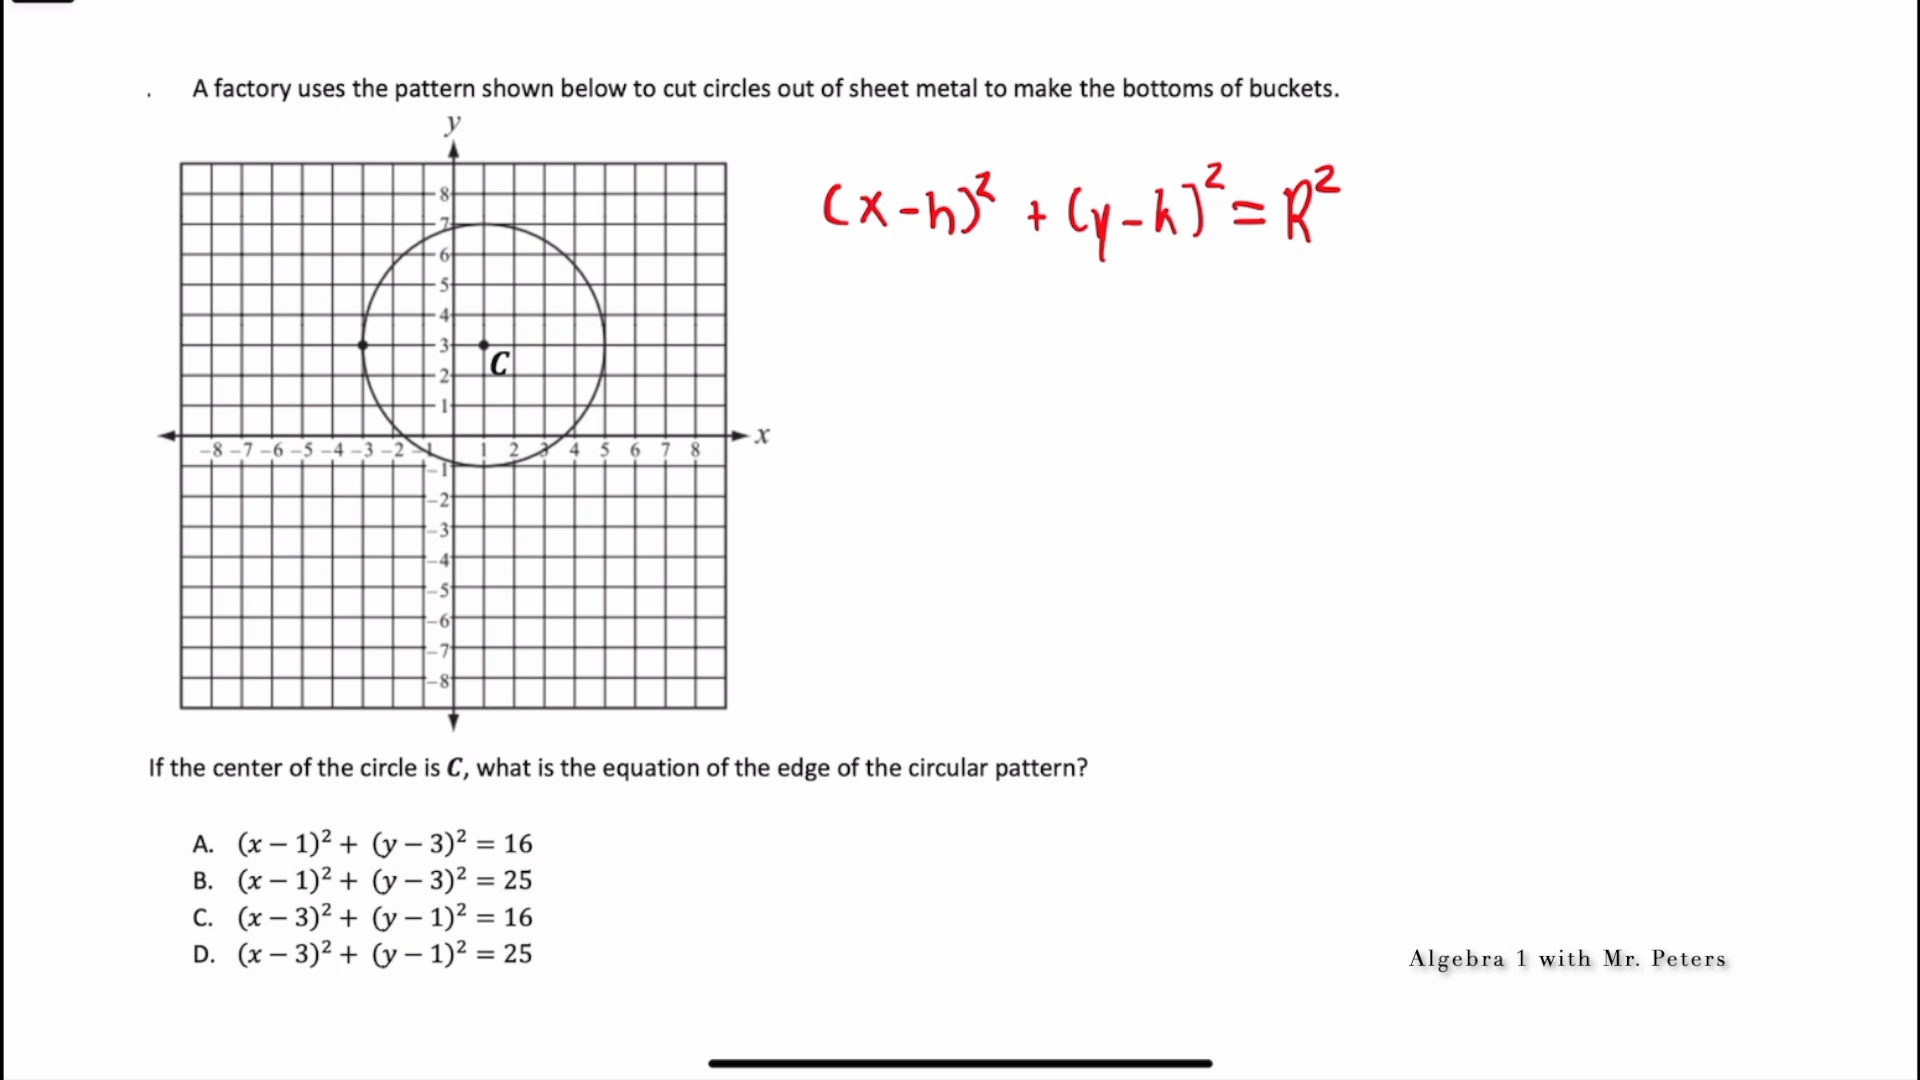 . A factory uses the pattern shown below to cut circles out of sheet metal to make the bottoms of buckets.
y
(x-h)² + (y-k)² = R²
8
7
6
5
4
3
C
2
1
x
−8 −7 −6 −5 −4 −3 −2 −1 1 2 3 4 5 6 7 8
−1
−2
−3
−4
−5
−6
−7
−8
If the center of the circle is C, what is the equation of the edge of the circular pattern?
A. (x − 1)² + (y − 3)² = 16
B. (x − 1)² + (y − 3)² = 25
C. (x − 3)² + (y − 1)² = 16
D. (x − 3)² + (y − 1)² = 25
Algebra 1 with Mr. Peters